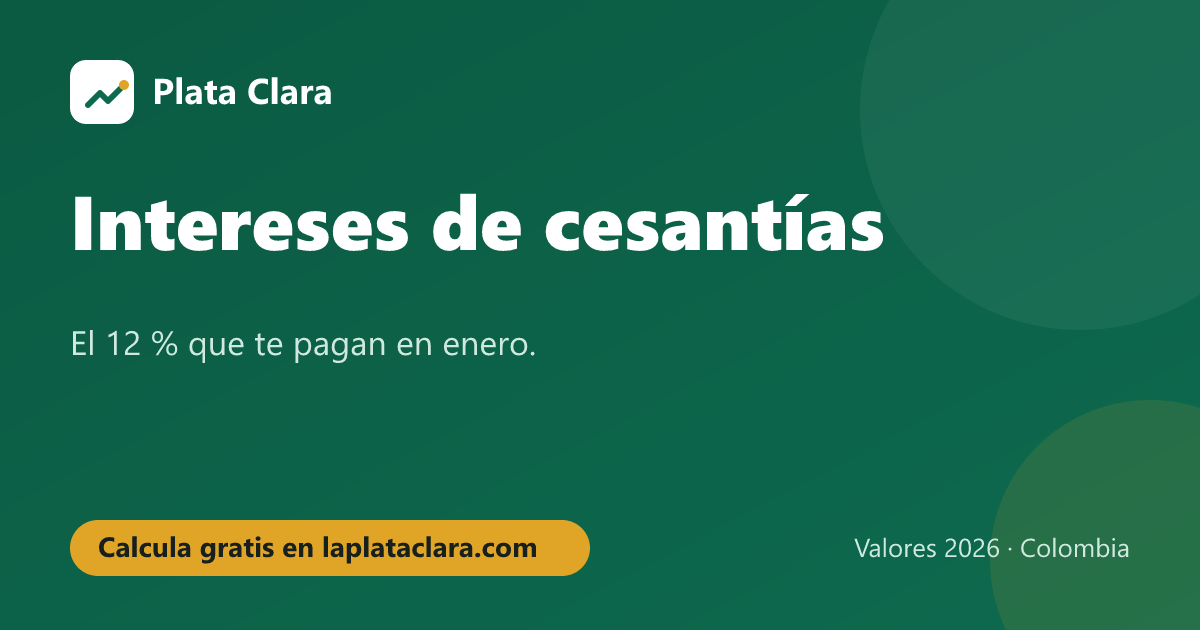 Plata Clara
Intereses de cesantías
El 12 % que te pagan en enero.
Calcula gratis en laplataclara.com
Valores 2026 · Colombia